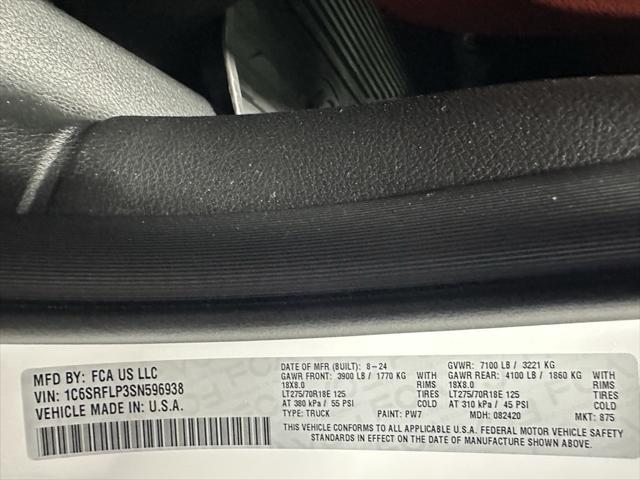 MFD BY: FCA US LLC
VIN: 1C6SRFLP3SN596938
VEHICLE MADE IN U.S.A.
DATE OF MFR (BUILT): 8-24 GVWR: 7100 LB / 3221 KG
GAWR FRONT: 3900 LB / 1770 KG WITH GAWR REAR: 4100 LB / 1860 KG WITH
18X8.0 RIMS 18X8.0 RIMS
LT275/70R18E 125 TIRES LT275/70R18E 125 TIRES
AT 380 kPa / 55 PSI COLD AT 310 kPa / 45 PSI COLD
TYPE: TRUCK PAINT: PW7 MDH: 082420 MKT: 875
THIS VEHICLE CONFORMS TO ALL APPLICABLE U.S.A. FEDERAL MOTOR VEHICLE SAFETY
STANDARDS IN EFFECT ON THE DATE OF MANUFACTURE SHOWN ABOVE.